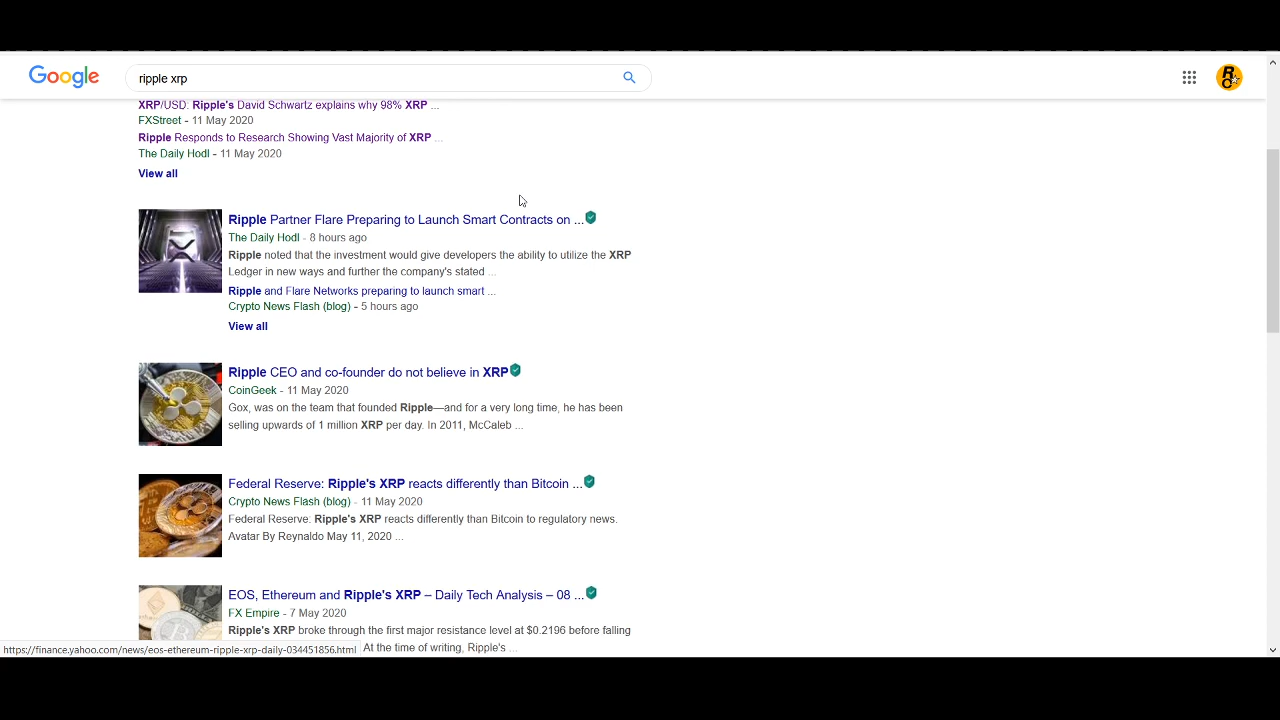 Google
ripple xrp
R
XRP/USD: Ripple's David Schwartz explains why 98% XRP ...
FXStreet - 11 May 2020
Ripple Responds to Research Showing Vast Majority of XRP ...
The Daily Hodl - 11 May 2020
View all
Ripple Partner Flare Preparing to Launch Smart Contracts on ...
The Daily Hodl - 8 hours ago
Ripple noted that the investment would give developers the ability to utilize the XRP
Ledger in new ways and further the company's stated ...
Ripple and Flare Networks preparing to launch smart ...
Crypto News Flash (blog) - 5 hours ago
View all
Ripple CEO and co-founder do not believe in XRP
CoinGeek - 11 May 2020
Gox, was on the team that founded Ripple—and for a very long time, he has been
selling upwards of 1 million XRP per day. In 2011, McCaleb ...
Federal Reserve: Ripple's XRP reacts differently than Bitcoin ...
Crypto News Flash (blog) - 11 May 2020
Federal Reserve: Ripple's XRP reacts differently than Bitcoin to regulatory news.
Avatar By Reynaldo May 11, 2020 ...
EOS, Ethereum and Ripple's XRP – Daily Tech Analysis – 08 ...
FX Empire - 7 May 2020
Ripple's XRP broke through the first major resistance level at $0.2196 before falling
At the time of writing, Ripple's ...
https://finance.yahoo.com/news/eos-ethereum-ripple-xrp-daily-034451856.html